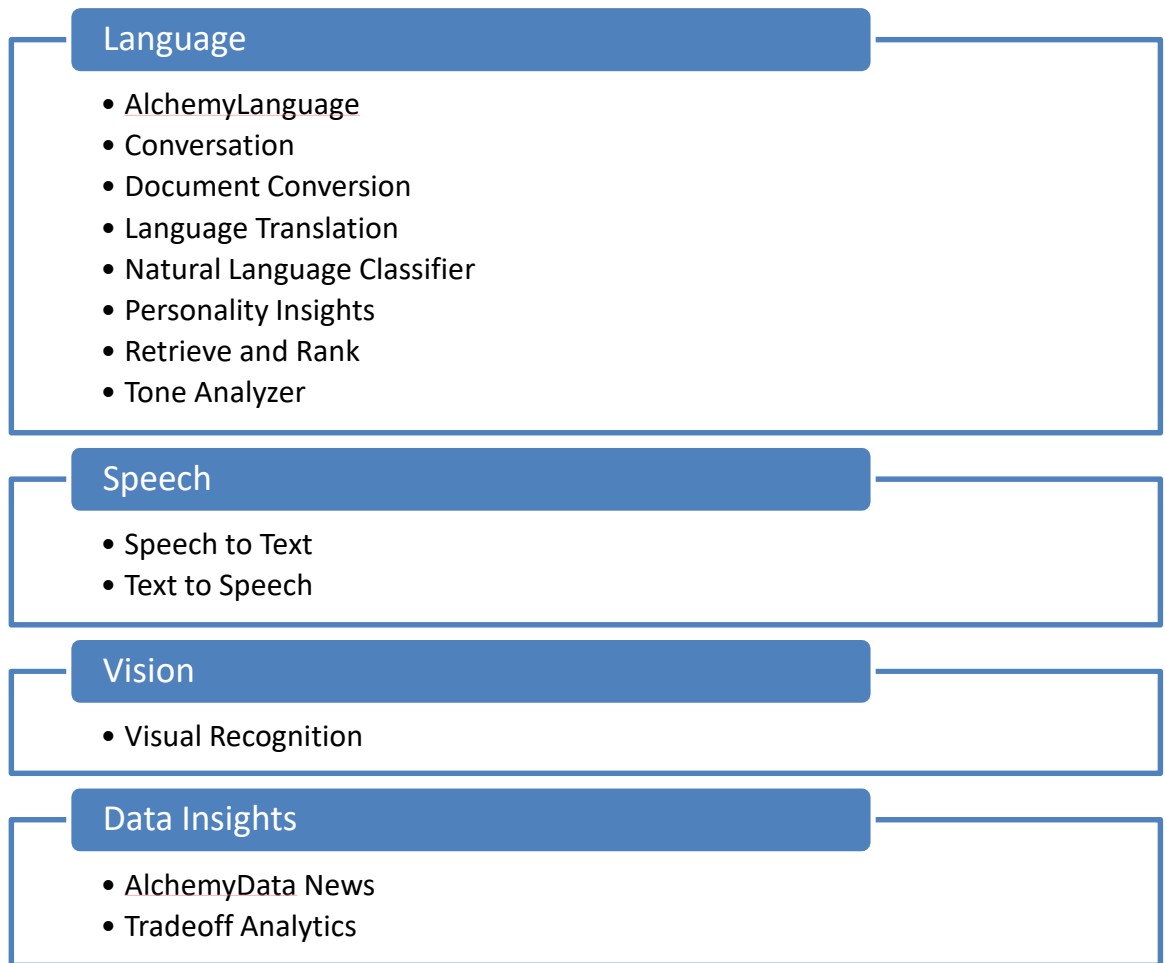 Language
• AlchemyLanguage
• Conversation
• Document Conversion
• Language Translation
• Natural Language Classifier
• Personality Insights
• Retrieve and Rank
• Tone Analyzer
Speech
• Speech to Text
• Text to Speech
Vision
• Visual Recognition
Data Insights
• AlchemyData News
• Tradeoff Analytics